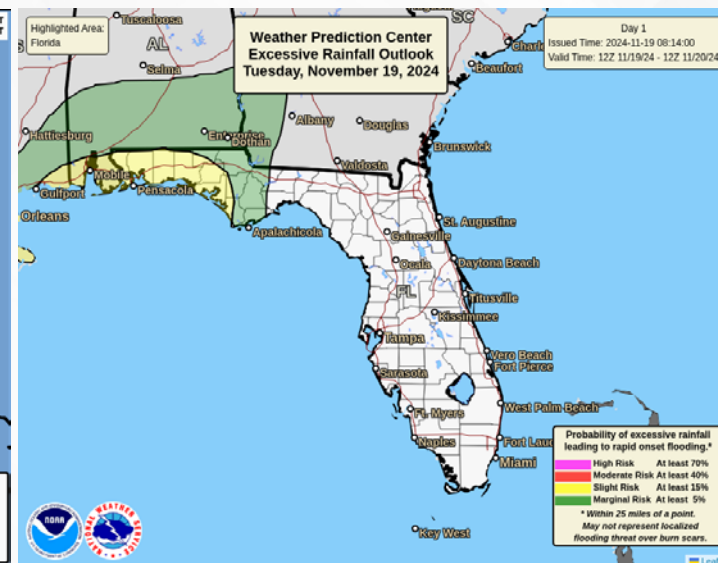 Highlighted Area:
Florida
Weather Prediction Center
Excessive Rainfall Outlook
Tuesday, November 19, 2024
Day 1
Issued Time: 2024-11-19 08:14:00
Valid Time: 12Z 11/19/24 - 12Z 11/20/24
Tuscaloosa
AL
SC
Selma
Beaufort
Hattiesburg
Enterprise
Dothan
Albany
Douglas
Brunswick
Valdosta
Mobile
Gulfport
Pensacola
Orleans
Apalachicola
St. Augustine
Gainesville
Ocala
Daytona Beach
FL
Titusville
Kissimmee
Tampa
Vero Beach
Fort Pierce
Sarasota
West Palm Beach
Ft. Myers
Naples
Fort Laud
Miami
Key West
Probability of excessive rainfall
leading to rapid onset flooding.*
High Risk At least 70%
Moderate Risk At least 40%
Slight Risk At least 15%
Marginal Risk At least 5%
* Within 25 miles of a point.
May not represent localized
flooding threat over burn scars.
NOAA
NATIONAL WEATHER SERVICE